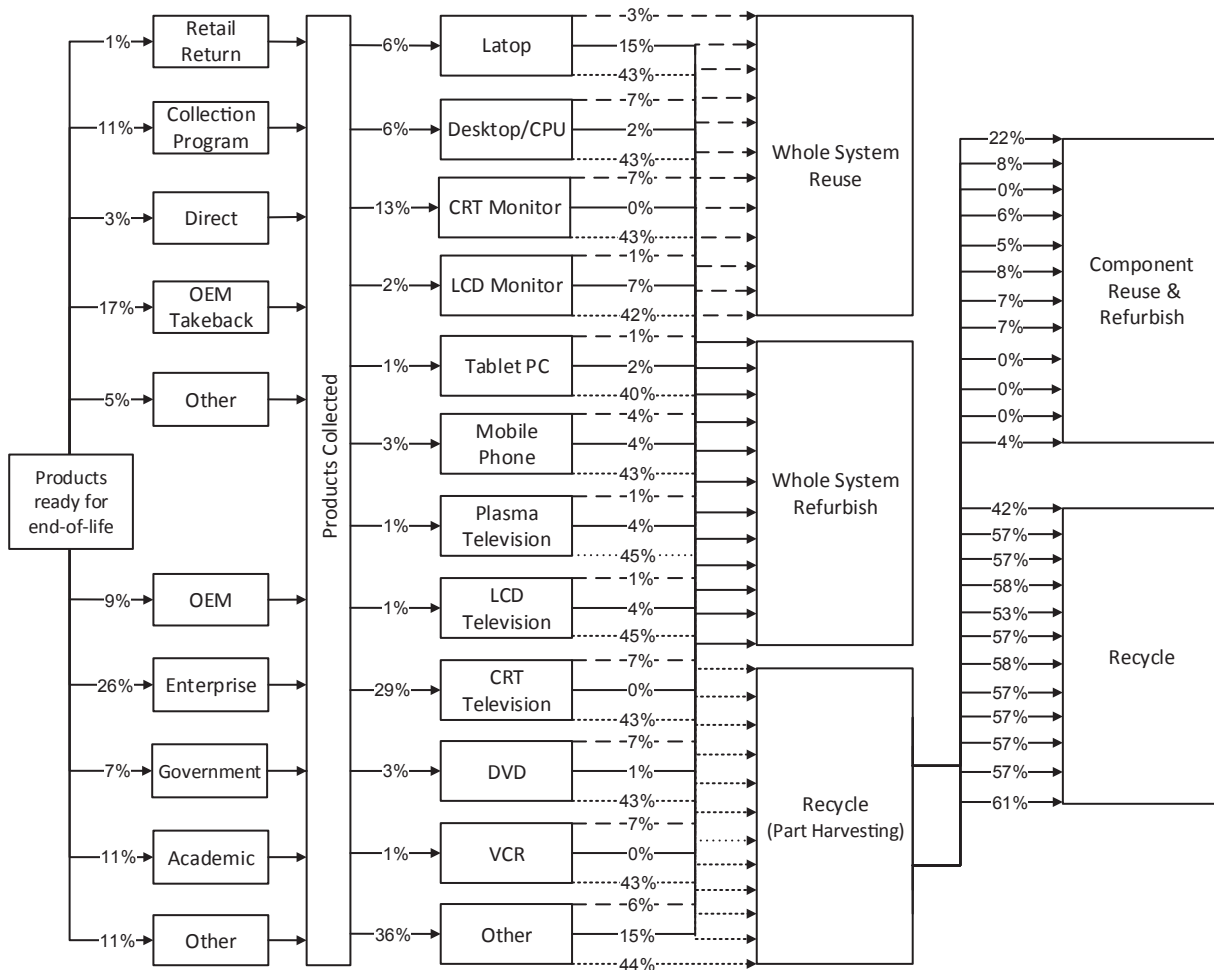 1%
Retail
Return
11%
Collection
Program
3%
Direct
17%
OEM
Takeback
5%
Other
Products
ready for
end-of-life
9%
OEM
26%
Enterprise
7%
Government
11%
Academic
11%
Other
Products Collected
6%
Latop
3%
15%
43%
6%
Desktop/CPU
7%
2%
43%
13%
CRT Monitor
7%
0%
43%
2%
LCD Monitor
1%
7%
42%
1%
Tablet PC
1%
2%
40%
3%
Mobile
Phone
4%
4%
43%
1%
Plasma
Television
1%
4%
45%
1%
LCD
Television
1%
4%
45%
29%
CRT
Television
7%
0%
43%
3%
DVD
7%
1%
43%
1%
VCR
7%
0%
43%
36%
Other
6%
15%
44%
Whole System
Reuse
Whole System
Refurbish
Recycle
(Part Harvesting)
22%
8%
0%
6%
5%
8%
7%
7%
0%
0%
0%
4%
Component
Reuse &
Refurbish
42%
57%
57%
58%
53%
57%
58%
57%
57%
57%
57%
61%
Recycle